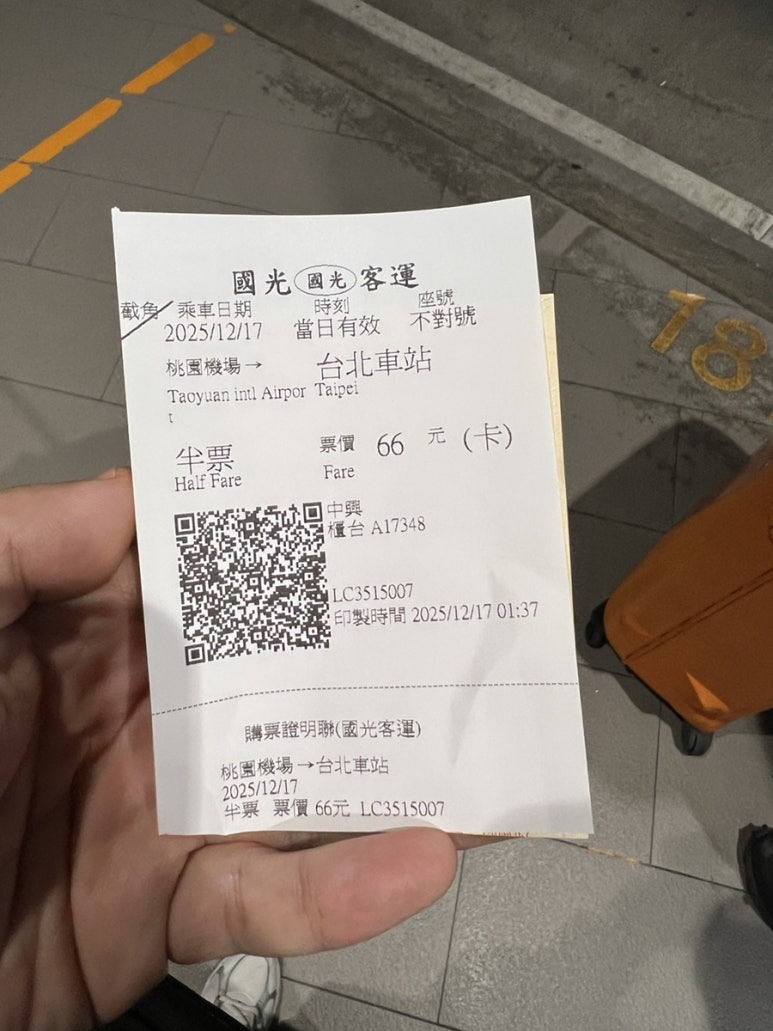 國光 國光 客運
截角 乘車日期 時刻 座號
2025/12/17 當日有效 不對號
桃園機場→ 台北車站
Taoyuan intl Airpor Taipei
t
半票 票價 66 元 (卡)
Half Fare Fare
中興
櫃台 A17348
LC3515007
印製時間 2025/12/17 01:37
購票證明聯(國光客運)
桃園機場→台北車站
2025/12/17
半票 票價 66元 LC3515007
18